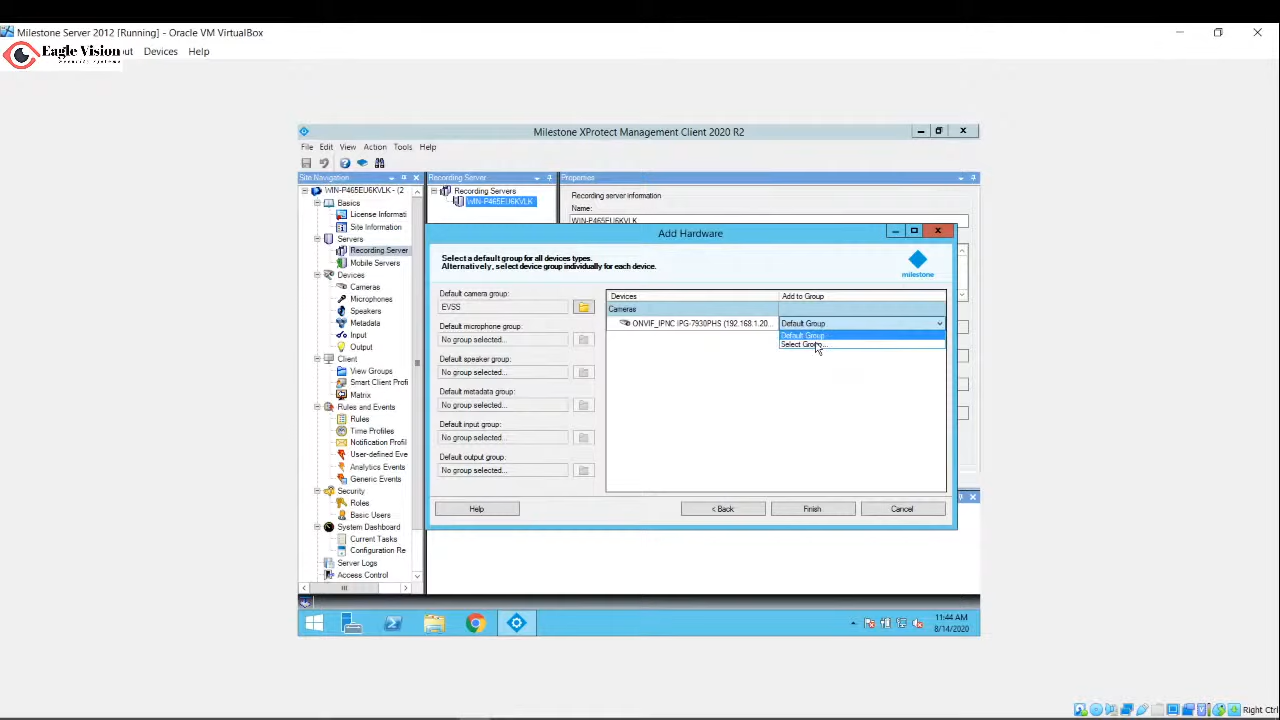 Milestone Server 2012 [Running] - Oracle VM VirtualBox
Eagle Vision
ut Devices Help
Milestone XProtect Management Client 2020 R2
File Edit View Action Tools Help
Site Navigation
Recording Server
Properties
WIN-P465EU6KVLK - (2
Basics
License Informati
Site Information
Servers
Recording Server
Mobile Servers
Devices
Cameras
Microphones
Speakers
Metadata
Input
Output
Client
View Groups
Smart Client Profi
Matrix
Rules and Events
Rules
Time Profiles
Notification Profil
User-defined Eve
Analytics Events
Generic Events
Security
Roles
Basic Users
System Dashboard
Current Tasks
Configuration Re
Server Logs
Access Control
Recording Servers
WIN-P465EU6KVLK
Recording server information
Name:
WIN-P465EU6KVLK
Add Hardware
Select a default group for all devices types.
Alternatively, select device group individually for each device.
milestone
Default camera group:
EVSS
Default microphone group:
No group selected...
Default speaker group:
No group selected...
Default metadata group:
No group selected...
Default input group:
No group selected...
Default output group:
No group selected...
Devices Add to Group
Cameras
ONVIF_IPNC IPG-7930PHS (192.168.1.20... Default Group
Default Group
Select Group...
Help
< Back
Finish
Cancel
11:44 AM
8/14/2020
Right Ctrl